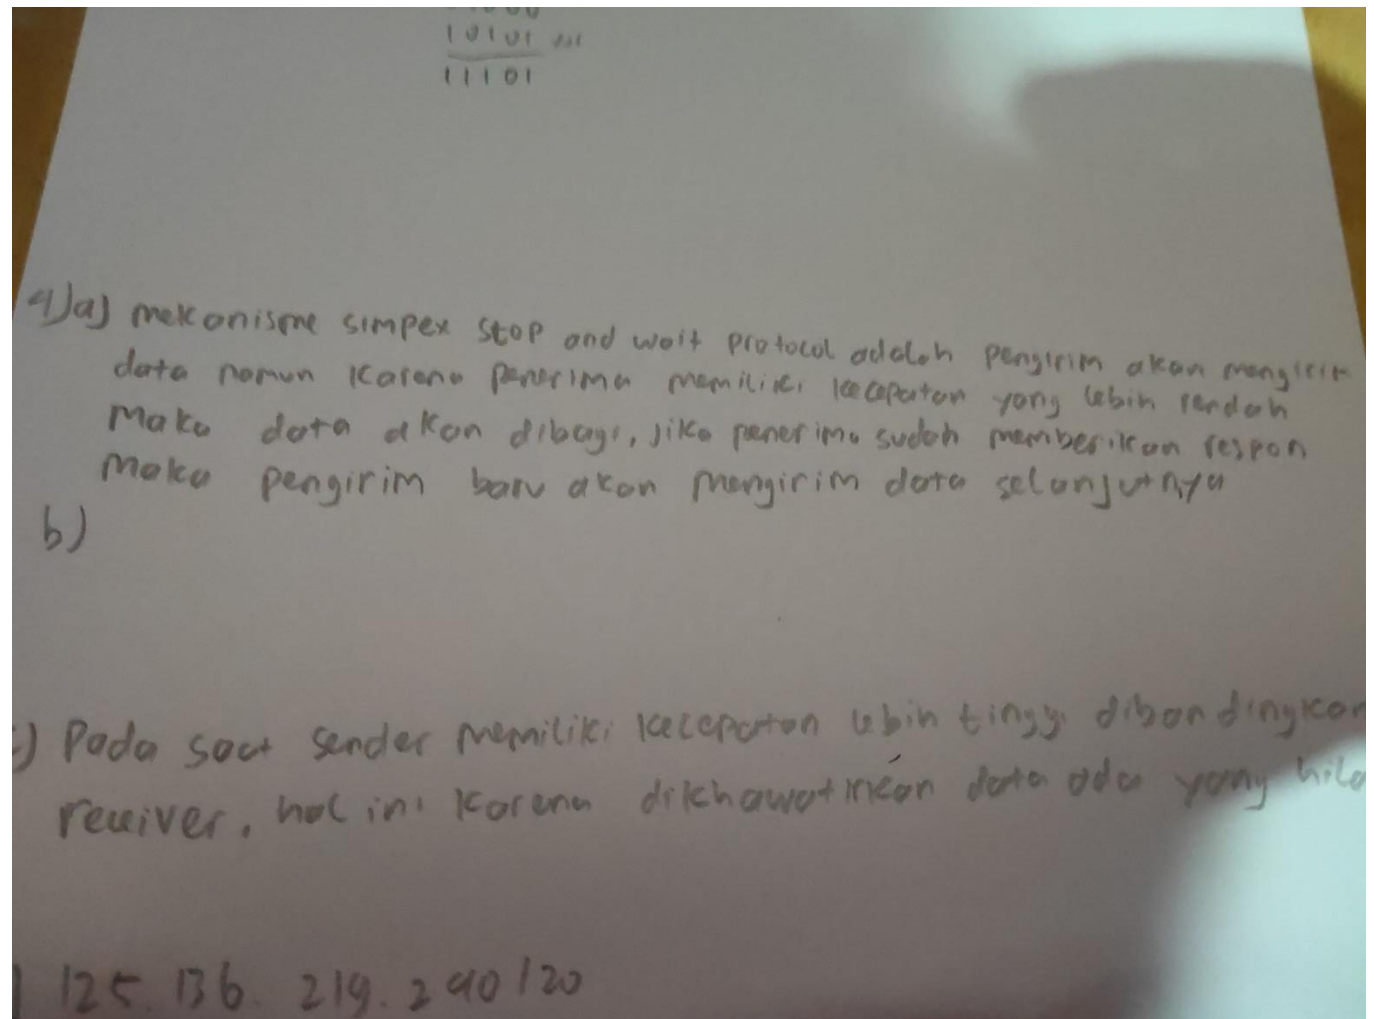 10101
11101
4)a) mekanisme simpex stop and wait protocol adalah pengirim akan mengirim
data namun karena penerima memiliki kecepatan yang lebih rendah
Maka data akan dibagi, jika penerima sudah memberikan respon
Maka pengirim baru akan mengirim data selanjutnya
b)
c) Pada saat sender memiliki kecepatan lebih tinggi dibandingkan
receiver, hal ini karena dikhawatirkan data ada yang hila
125.136.219.240/20